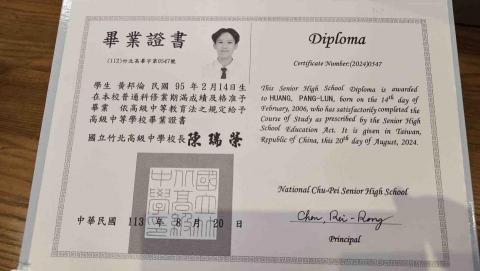 畢業證書
(112)竹北高畢字第0547號
學生 黃邦倫 民國 95 年 2 月 14 日生
在本校普通科修業期滿成績及格准予
畢業 依高級中等教育法之規定給予
高級中等學校畢業證書
國立竹北高級中學校長 陳瑞榮
中華民國 113 年 8 月 20 日
Diploma
Certificate Number:(2024)0547
This Senior High School Diploma is awarded
to HUANG, PANG-LUN, born on the 14th day of
February, 2006, who has satisfactorily completed the
Course of Study as prescribed by the Senior High
School Education Act. It is given in Taiwan,
Republic of China, this 20th day of August, 2024.
National Chu-Pei Senior High School
Chen, Rei-Rong
Principal